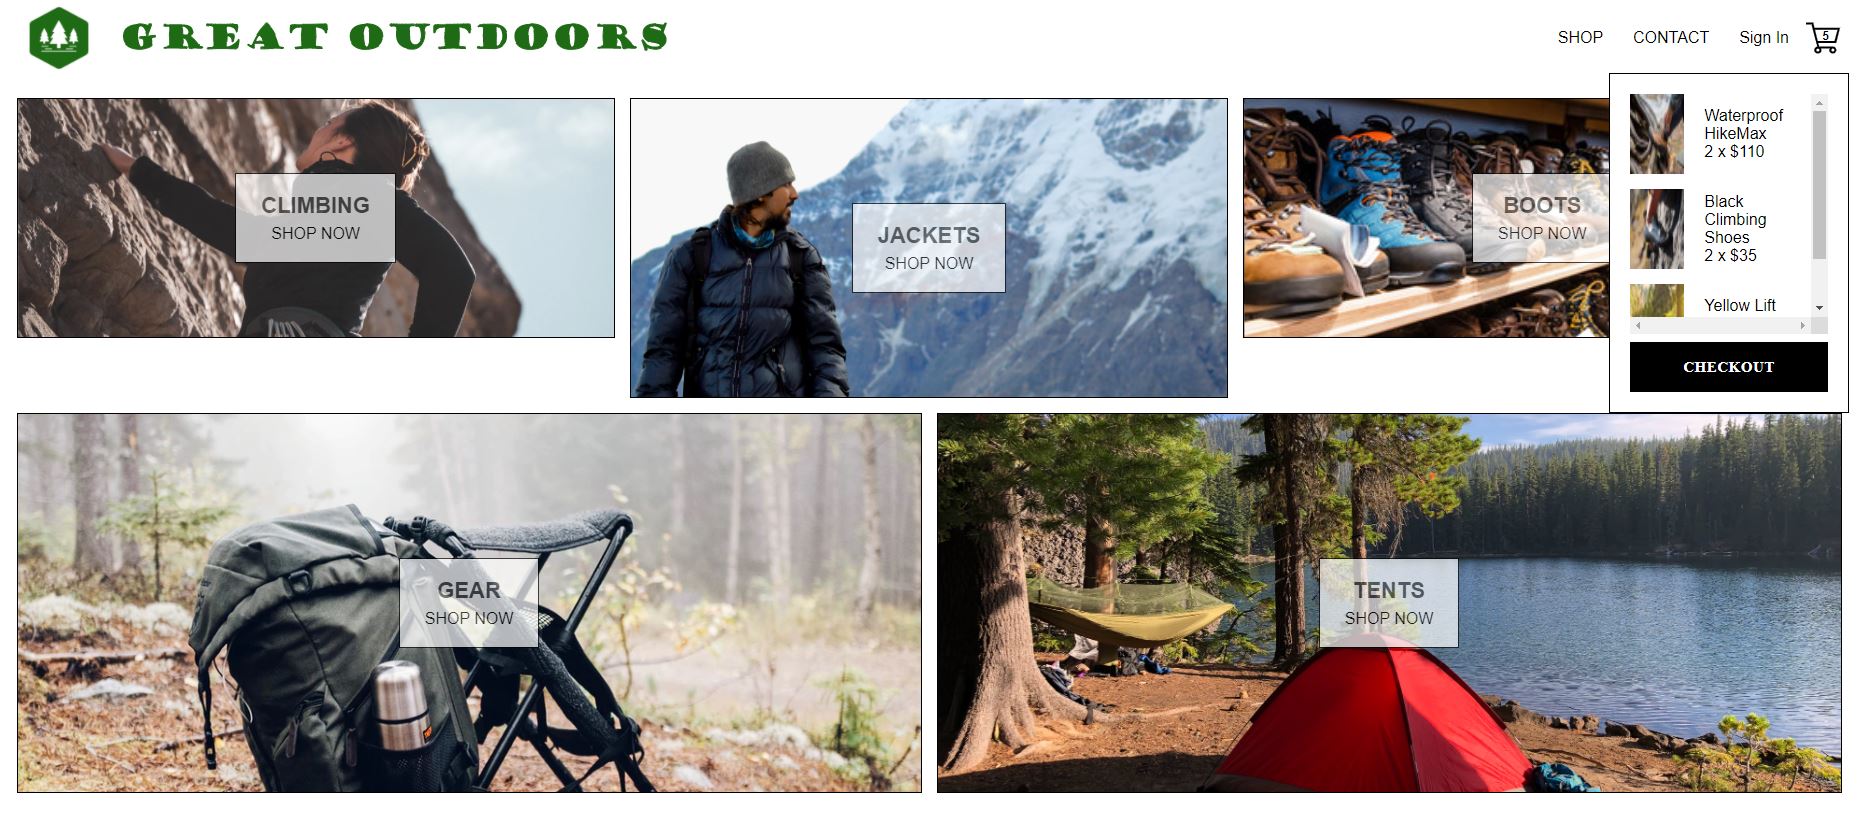 GREAT OUTDOORS
SHOP
CONTACT
Sign In
5
CLIMBING
SHOP NOW
JACKETS
SHOP NOW
BOOTS
SHOP NOW
Waterproof
HikeMax
2 x $110
Black
Climbing
Shoes
2 x $35
Yellow Lift
CHECKOUT
GEAR
SHOP NOW
TENTS
SHOP NOW